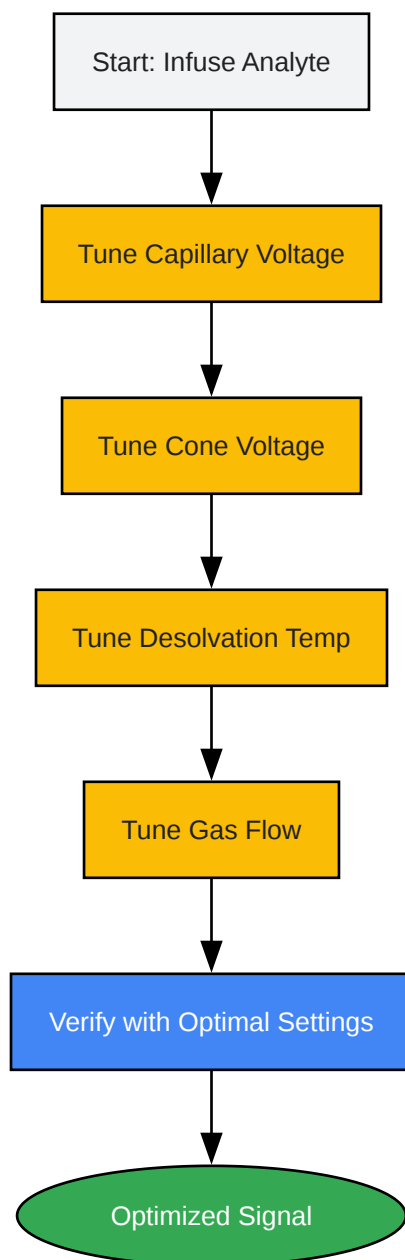 Start: Infuse Analyte
Tune Capillary Voltage
Tune Cone Voltage
Tune Desolvation Temp
Tune Gas Flow
Verify with Optimal Settings
Optimized Signal